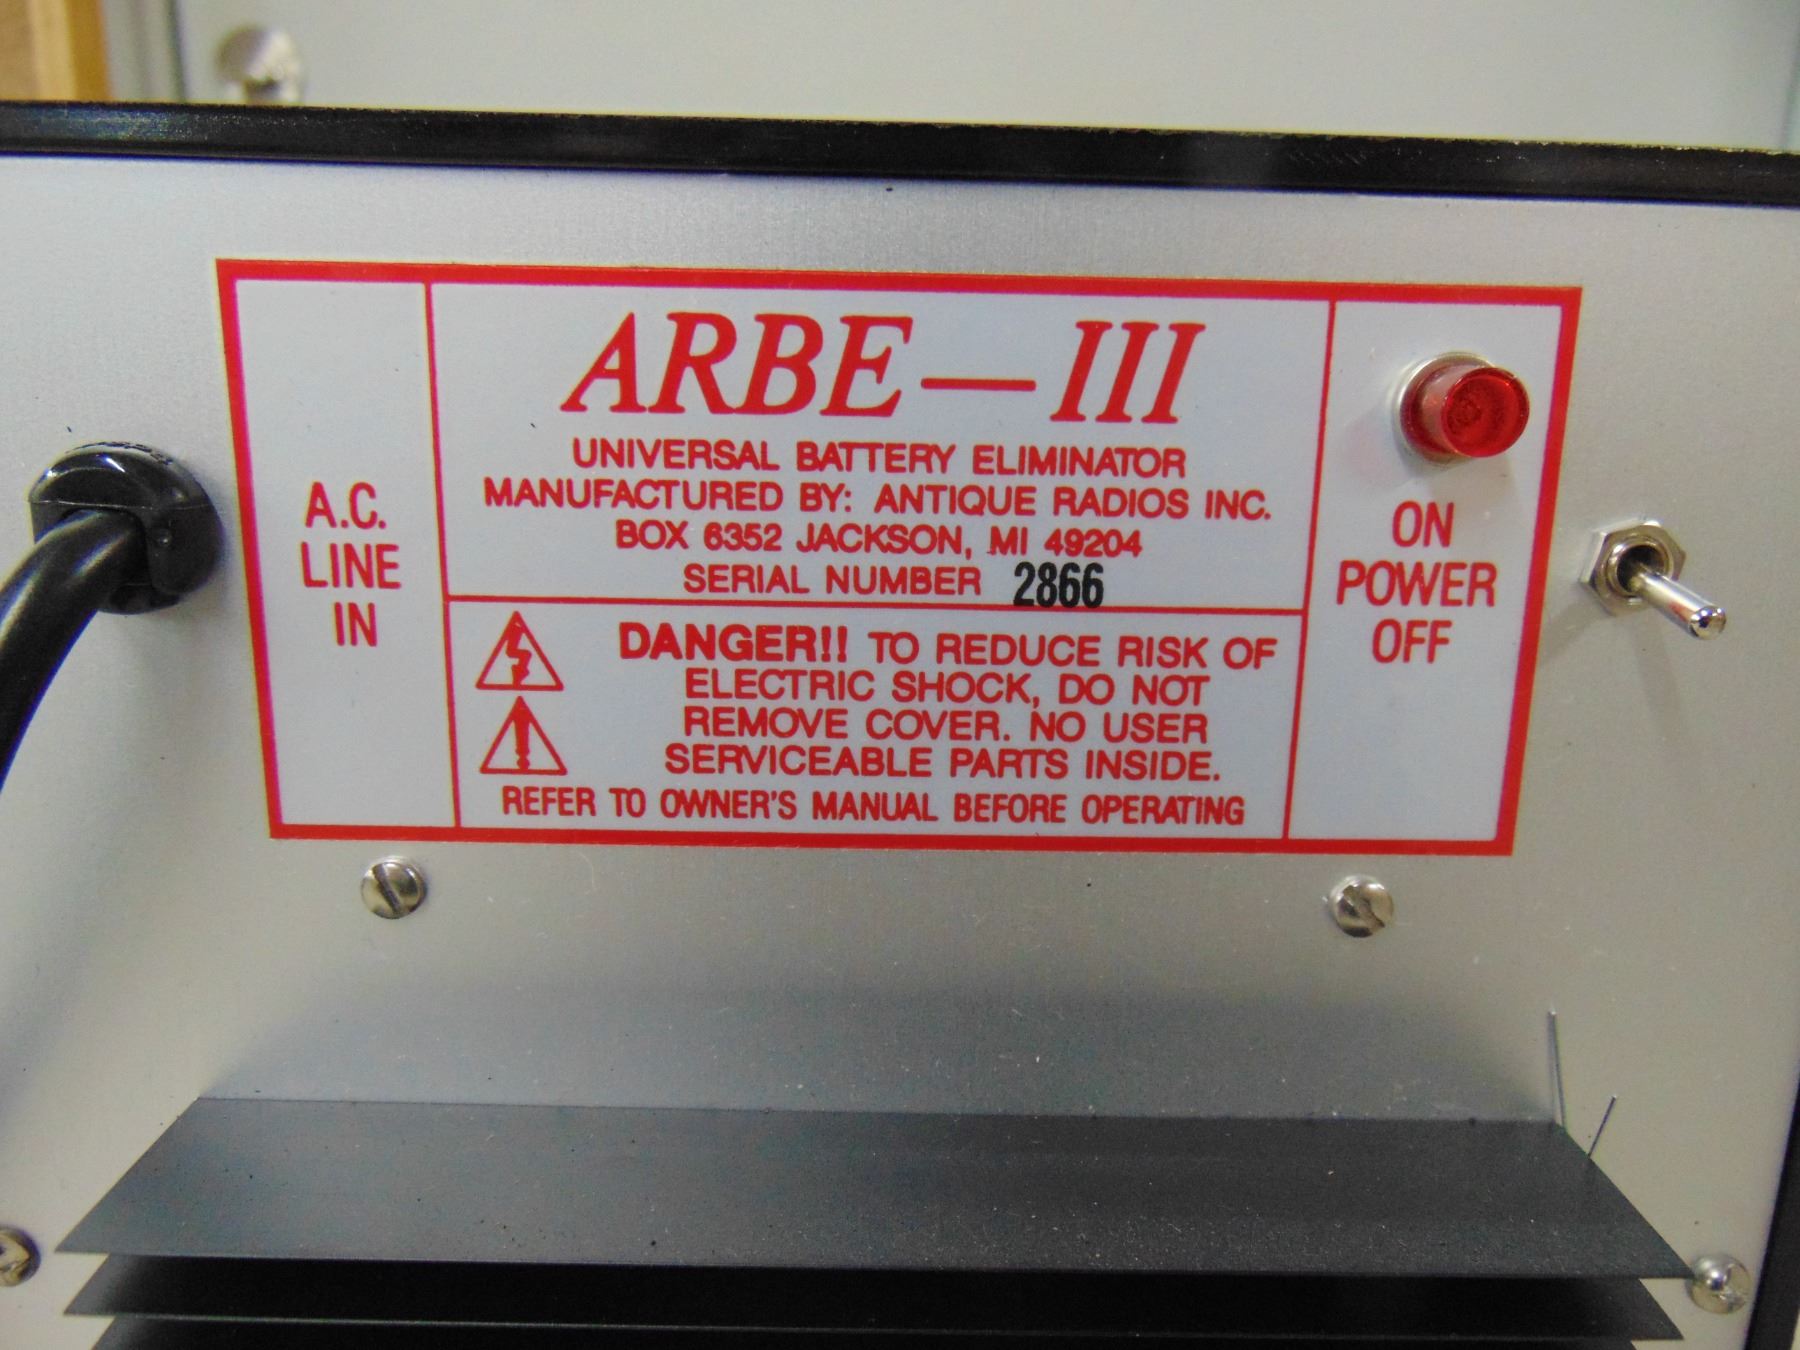 A.C.
LINE
IN
ARBE—III
UNIVERSAL BATTERY ELIMINATOR
MANUFACTURED BY: ANTIQUE RADIOS INC.
BOX 6352 JACKSON, MI 49204
SERIAL NUMBER 2866
DANGER!! TO REDUCE RISK OF
ELECTRIC SHOCK, DO NOT
REMOVE COVER. NO USER
SERVICEABLE PARTS INSIDE.
REFER TO OWNER'S MANUAL BEFORE OPERATING
ON
POWER
OFF